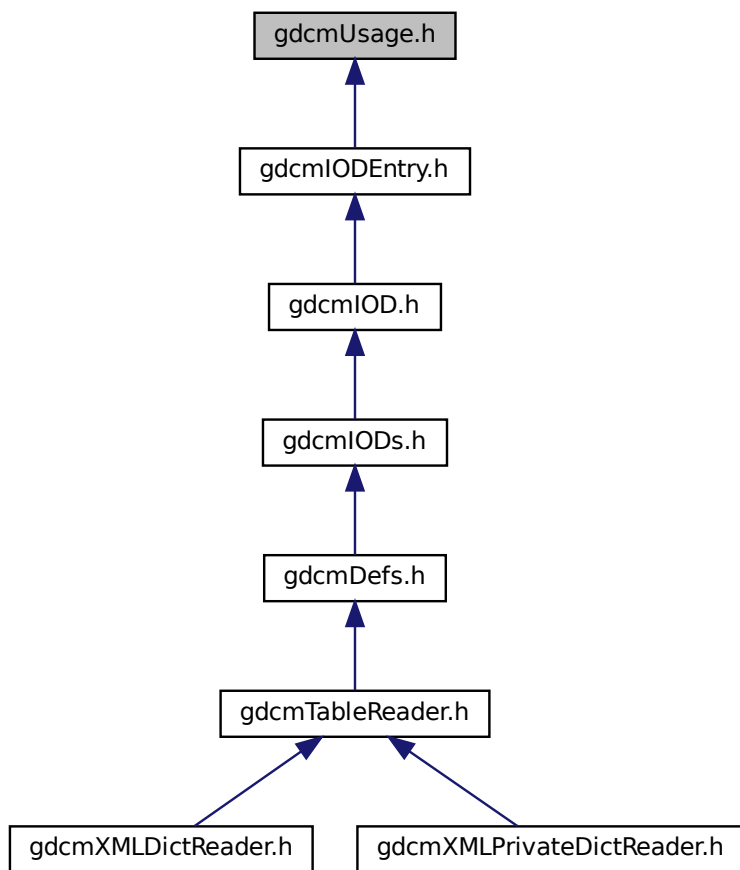 gdcmUsage.h
gdcmIODEntry.h
gdcmIOD.h
gdcmIODs.h
gdcmDefs.h
gdcmTableReader.h
gdcmXMLDictReader.h
gdcmXMLPrivateDictReader.h